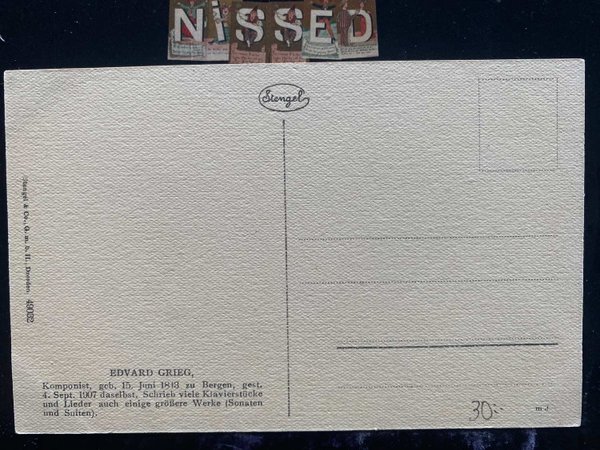 NiSSED
Stengel
Stengel & Co., G. m. b. H., Dresden. 49032
EDVARD GRIEG,
Komponist, geb. 15. Juni 1843 zu Bergen, gest.
4. Sept. 1907 daselbst, Schrieb viele Klavierstücke
und Lieder auch einige größere Werke (Sonaten
und Suiten).
30:-
m J